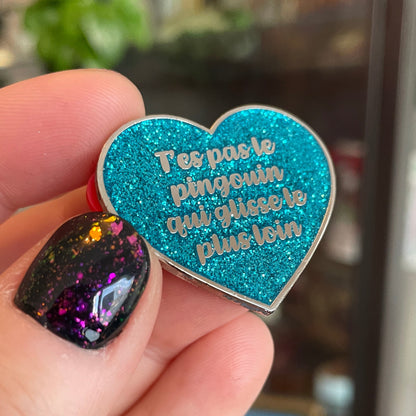 T'es pas le
pingouin
qui glisse le
plus loin